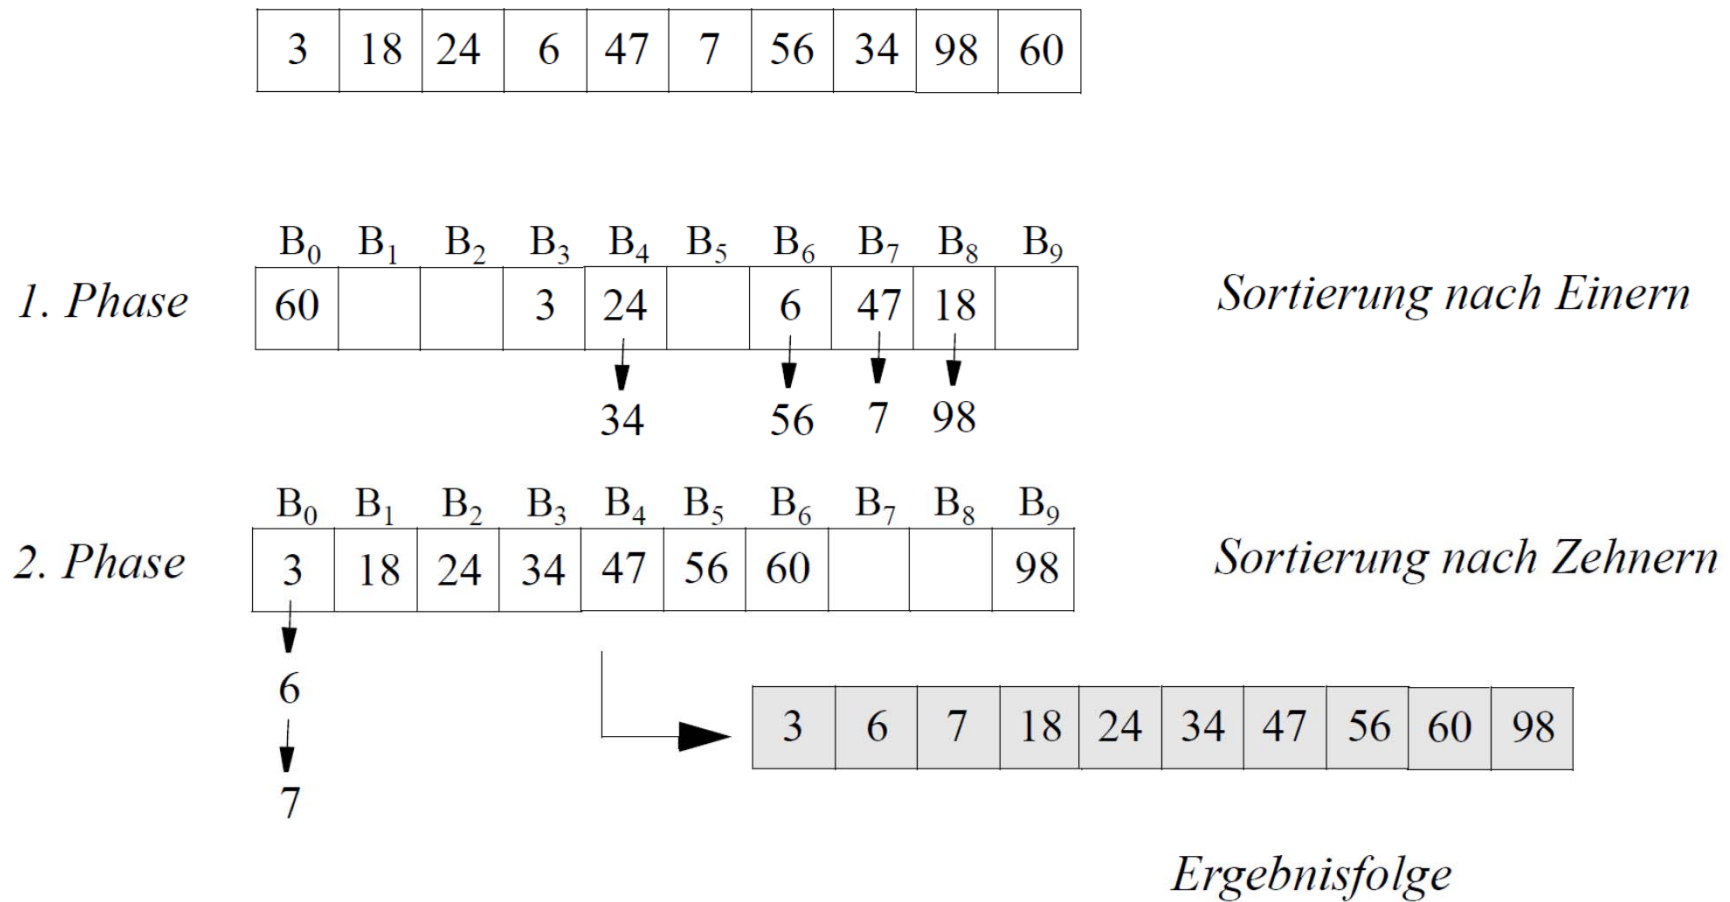 3 18 24 6 47 7 56 34 98 60
B0 B1 B2 B3 B4 B5 B6 B7 B8 B9
1. Phase 60 3 24 6 47 18 Sortierung nach Einern
34 56 7 98
B0 B1 B2 B3 B4 B5 B6 B7 B8 B9
2. Phase 3 18 24 34 47 56 60 98 Sortierung nach Zehnern
6
3 6 7 18 24 34 47 56 60 98
7
Ergebnisfolge